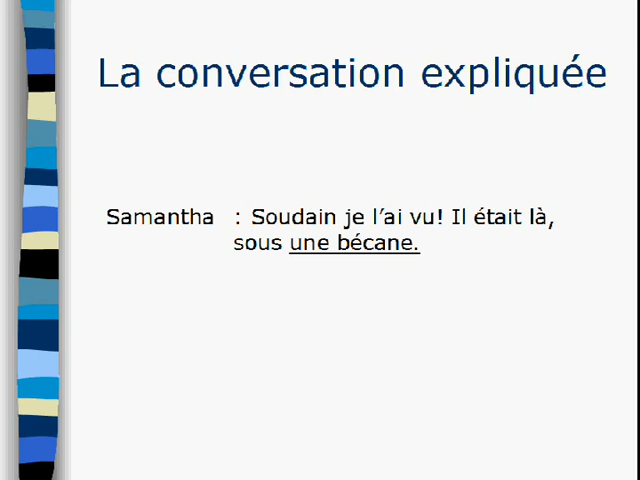 La conversation expliquée
Samantha : Soudain je l'ai vu! Il était là,
sous une bécane.